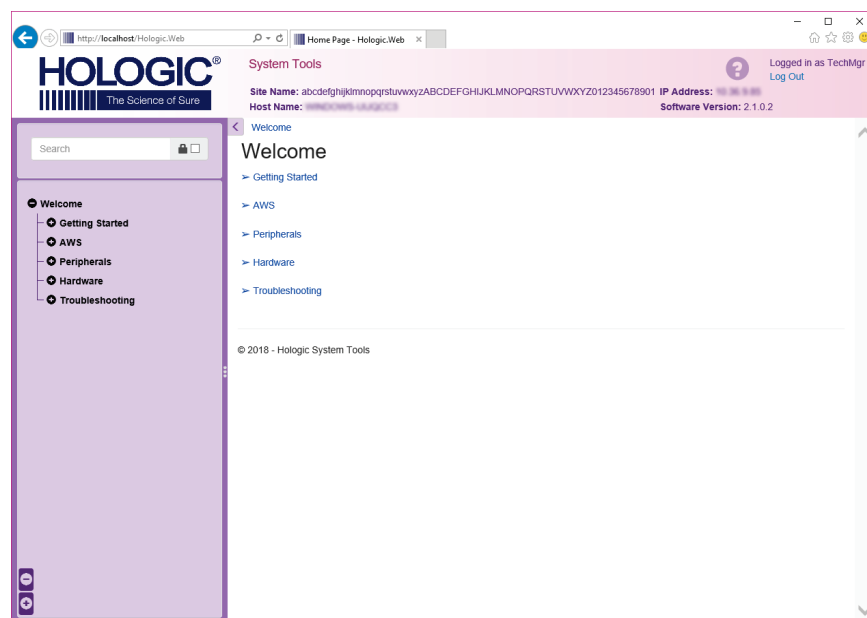 http://localhost/Hologic.Web
Home Page - Hologic.Web
HOLOGIC®
The Science of Sure
System Tools
Logged in as TechMgr
Log Out
Site Name: abcdefghijklmnopqrstuvwxyzABCDEFGHIJKLMNOPQRSTUVWXYZ012345678901 IP Address:
Host Name:
Software Version: 2.1.0.2
Search
Welcome
Getting Started
AWS
Peripherals
Hardware
Troubleshooting
Welcome
Welcome
➢ Getting Started
➢ AWS
➢ Peripherals
➢ Hardware
➢ Troubleshooting
© 2018 - Hologic System Tools